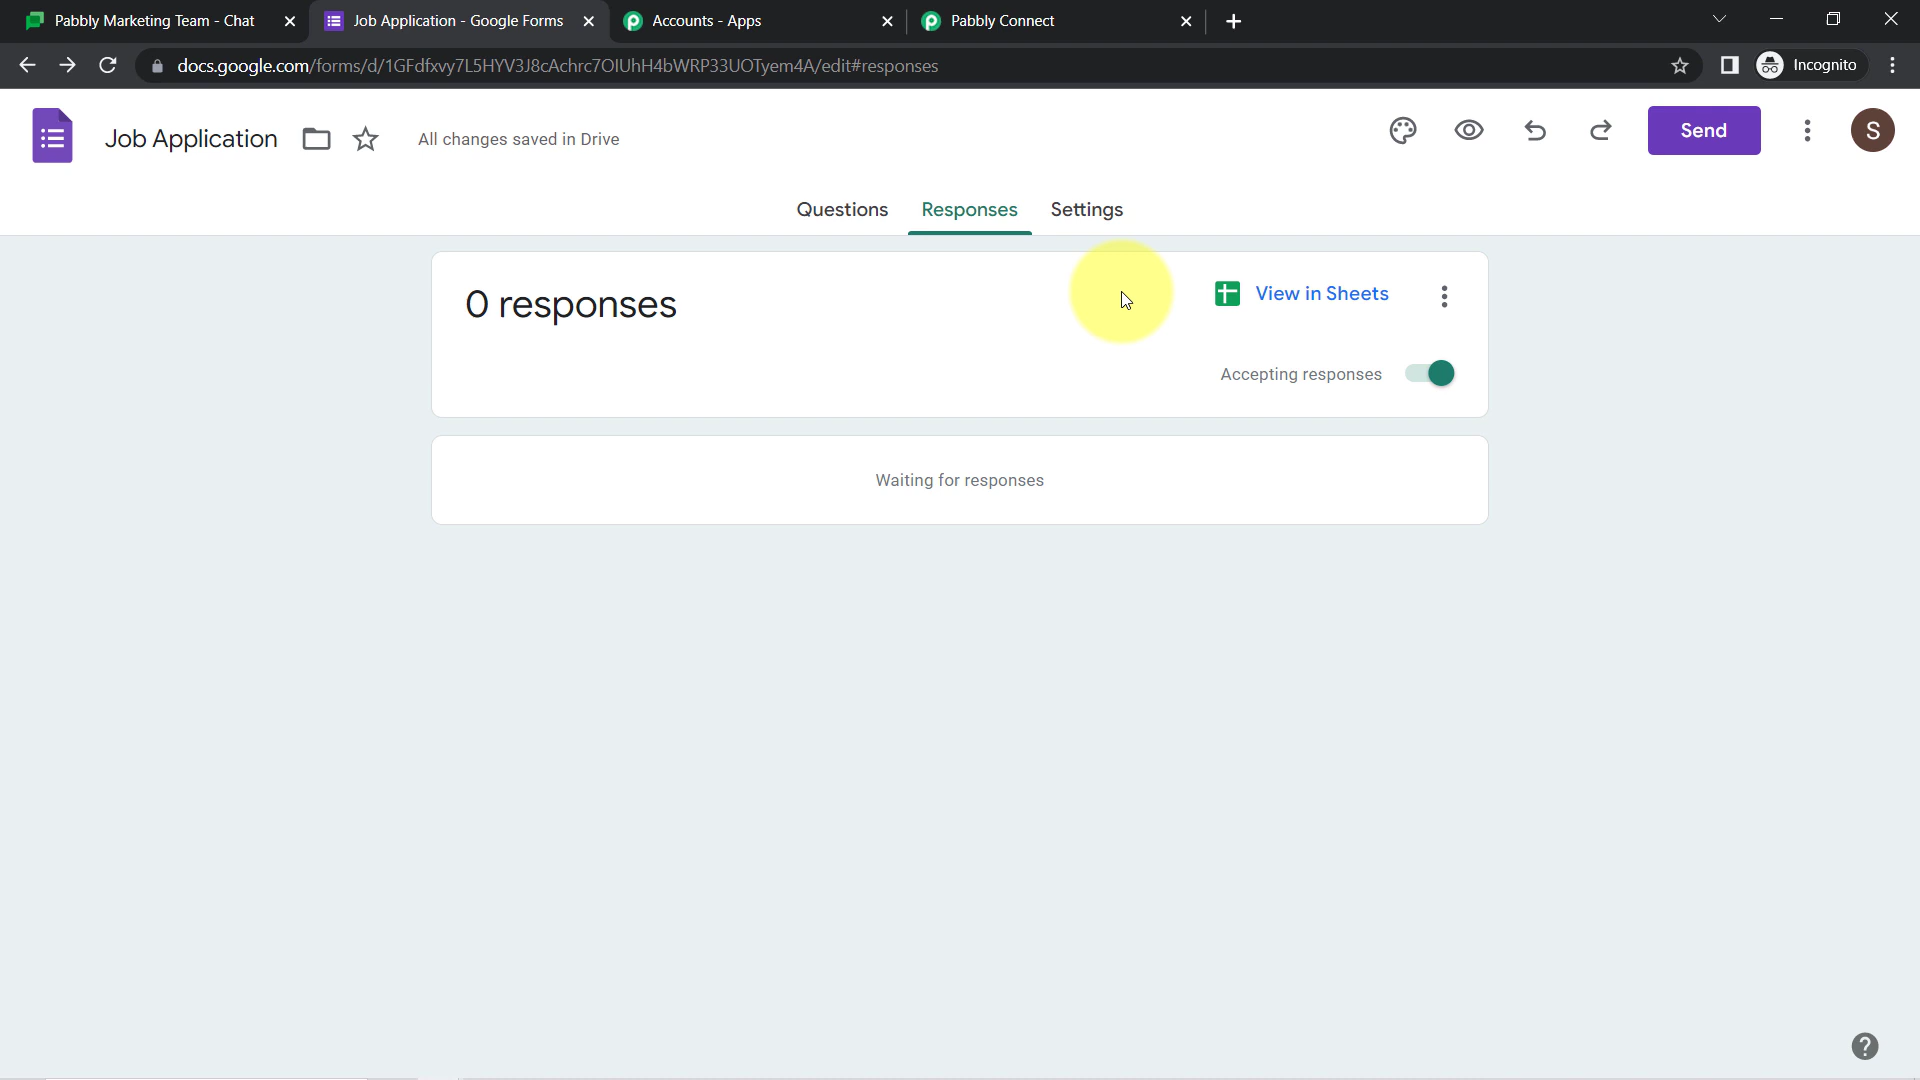 Pabbly Marketing Team - Chat
Job Application - Google Forms
Accounts - Apps
Pabbly Connect
docs.google.com/forms/d/1GFdfxvy7L5HYV3J8cAchrc7OIUhH4bWRP33UOTyem4A/edit#responses
Incognito
Job Application
All changes saved in Drive
Send
S
Questions
Responses
Settings
0 responses
View in Sheets
Accepting responses
Waiting for responses